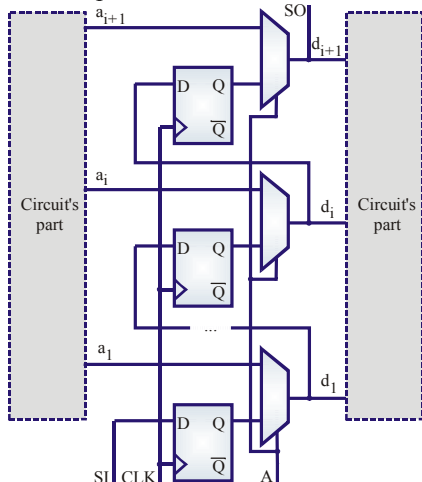 SO
a_{i+1}
d_{i+1}
D Q
Q̅
a_i
Circuit's
part
Circuit's
part
d_i
D Q
Q̅
...
a_1
d_1
D Q
Q̅
SI CLK A